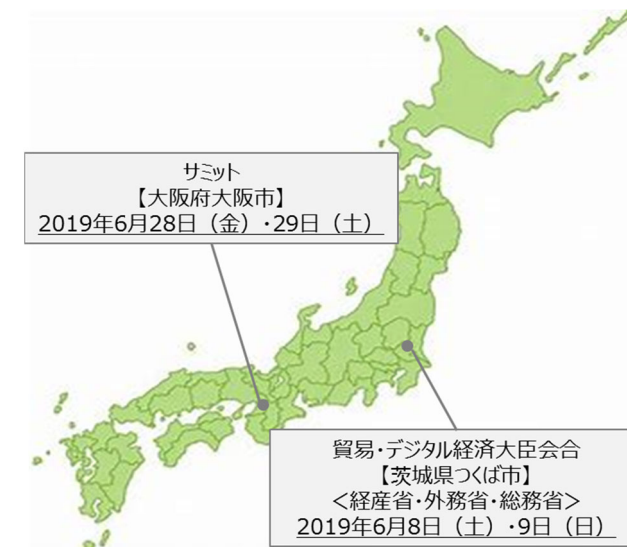 サミット
【大阪府大阪市】
2019年6月28日（金）・29日（土）
貿易・デジタル経済大臣会合
【茨城県つくば市】
＜経産省・外務省・総務省＞
2019年6月8日（土）・9日（日）